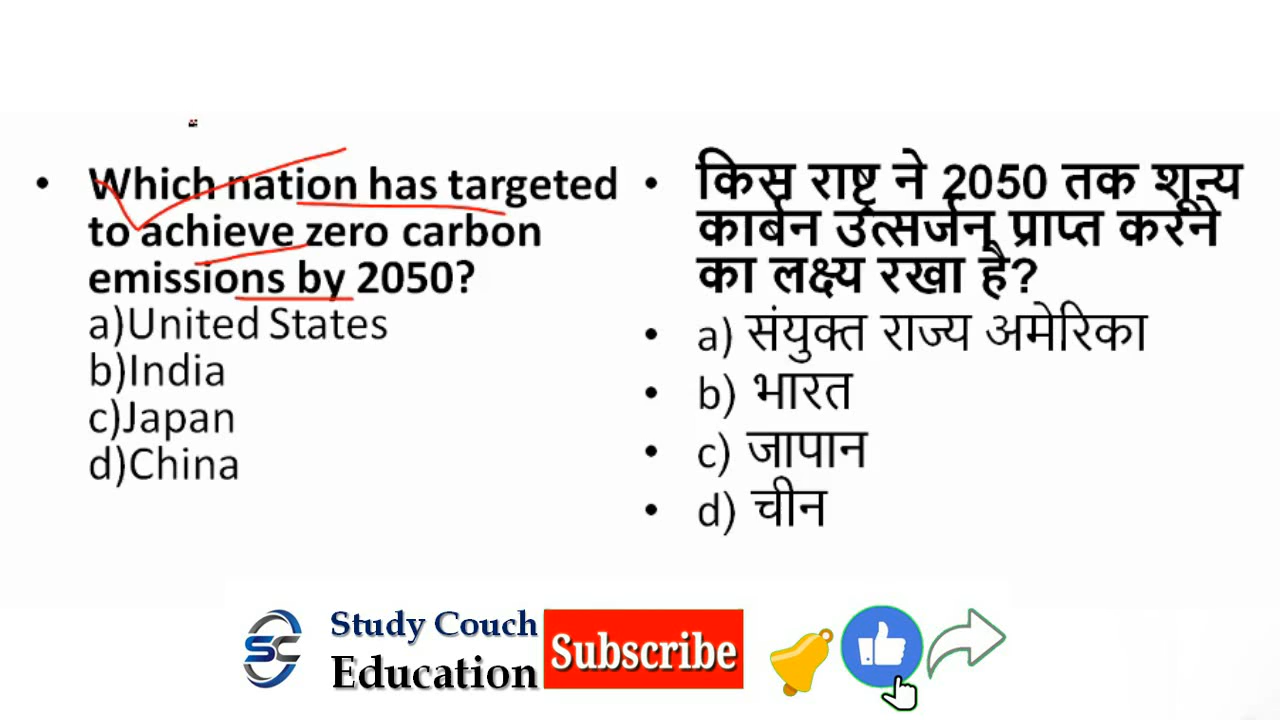 • Which nation has targeted
to achieve zero carbon
emissions by 2050?
a)United States
b)India
c)Japan
d)China
• किस राष्ट्र ने 2050 तक शून्य
कार्बन उत्सर्जन प्राप्त करने
का लक्ष्य रखा है?
• a) संयुक्त राज्य अमेरिका
• b) भारत
• c) जापान
• d) चीन
SC
Study Couch
Education
Subscribe